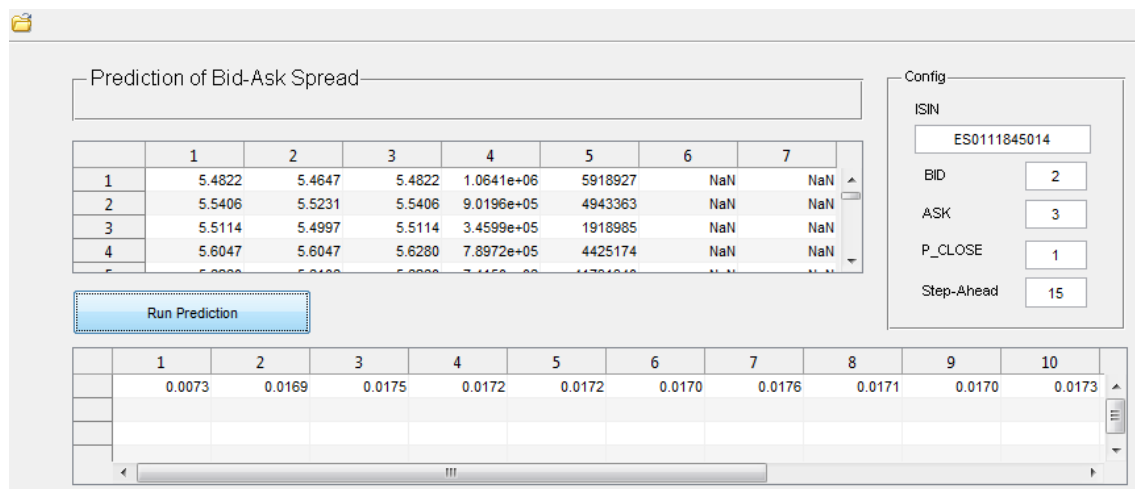 Prediction of Bid-Ask Spread
Config
ISIN
ES0111845014
BID 2
ASK 3
P_CLOSE 1
Step-Ahead 15
1 2 3 4 5 6 7
1 5.4822 5.4647 5.4822 1.0641e+06 5918927 NaN NaN
2 5.5406 5.5231 5.5406 9.0196e+05 4943363 NaN NaN
3 5.5114 5.4997 5.5114 3.4599e+05 1918985 NaN NaN
4 5.6047 5.6047 5.6280 7.8972e+05 4425174 NaN NaN
Run Prediction
1 2 3 4 5 6 7 8 9 10
0.0073 0.0169 0.0175 0.0172 0.0172 0.0170 0.0176 0.0171 0.0170 0.0173